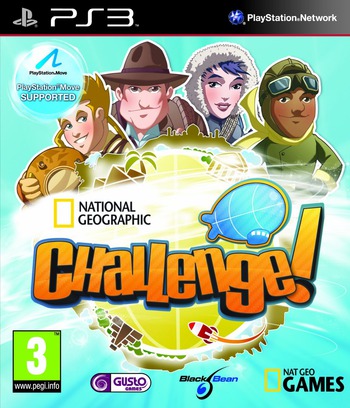 PS3
PlayStation®Network
PlayStation®Move
PlayStation®Move
SUPPORTED
NATIONAL
GEOGRAPHIC
Challenge!
3
www.pegi.info
GUSTO
GAMES
Black Bean
NAT GEO
GAMES